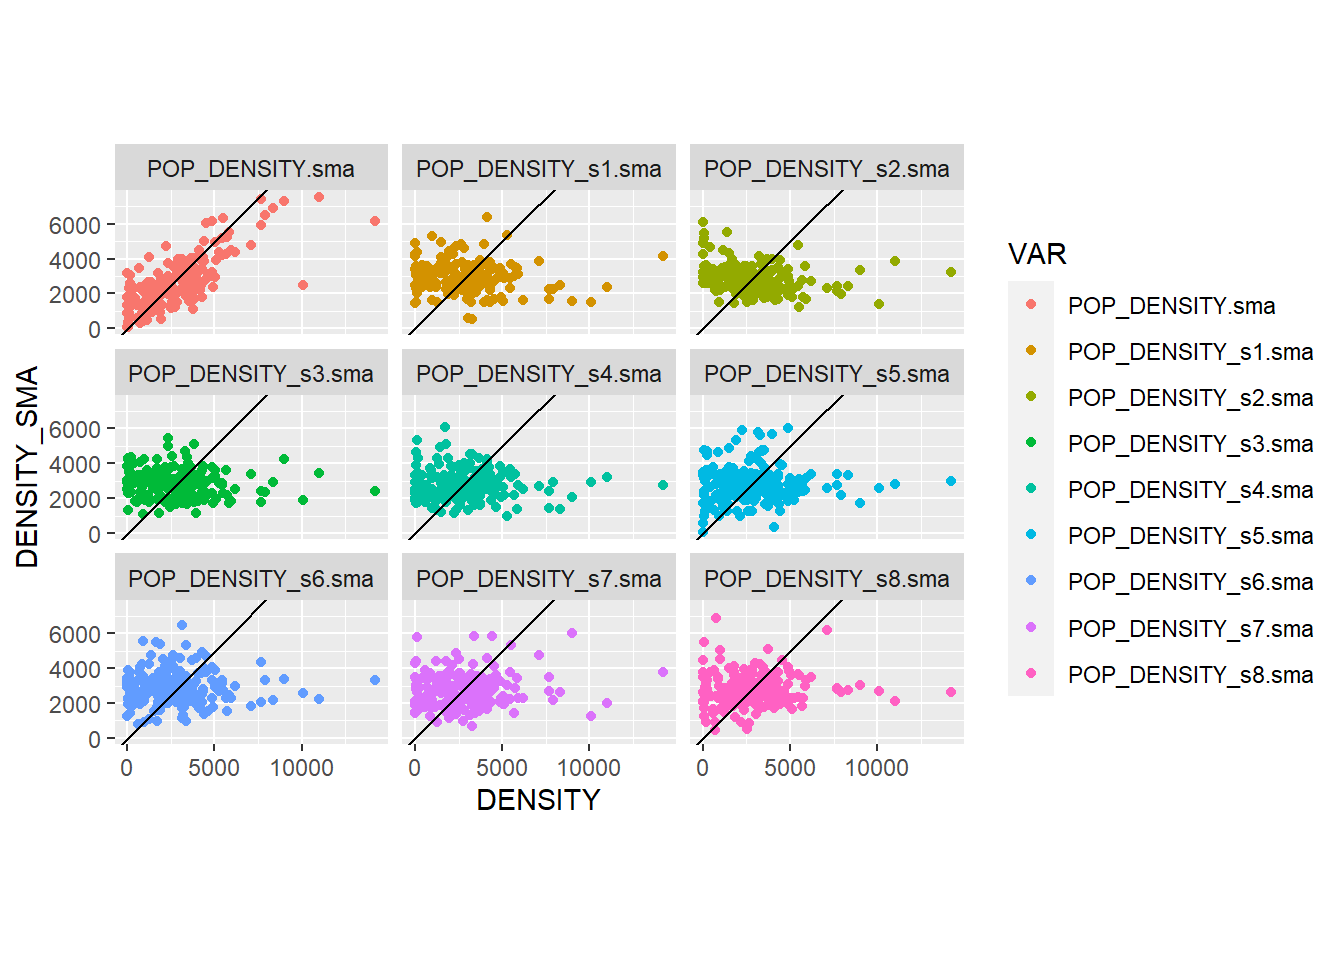 POP_DENSITY.sma POP_DENSITY_s1.sma POP_DENSITY_s2.sma
6000
4000
2000
0
POP_DENSITY_s3.sma POP_DENSITY_s4.sma POP_DENSITY_s5.sma
6000
4000
2000
0
POP_DENSITY_s6.sma POP_DENSITY_s7.sma POP_DENSITY_s8.sma
6000
4000
2000
0
0 5000 10000 0 5000 10000 0 5000 10000
DENSITY
DENSITY_SMA
VAR
POP_DENSITY.sma
POP_DENSITY_s1.sma
POP_DENSITY_s2.sma
POP_DENSITY_s3.sma
POP_DENSITY_s4.sma
POP_DENSITY_s5.sma
POP_DENSITY_s6.sma
POP_DENSITY_s7.sma
POP_DENSITY_s8.sma